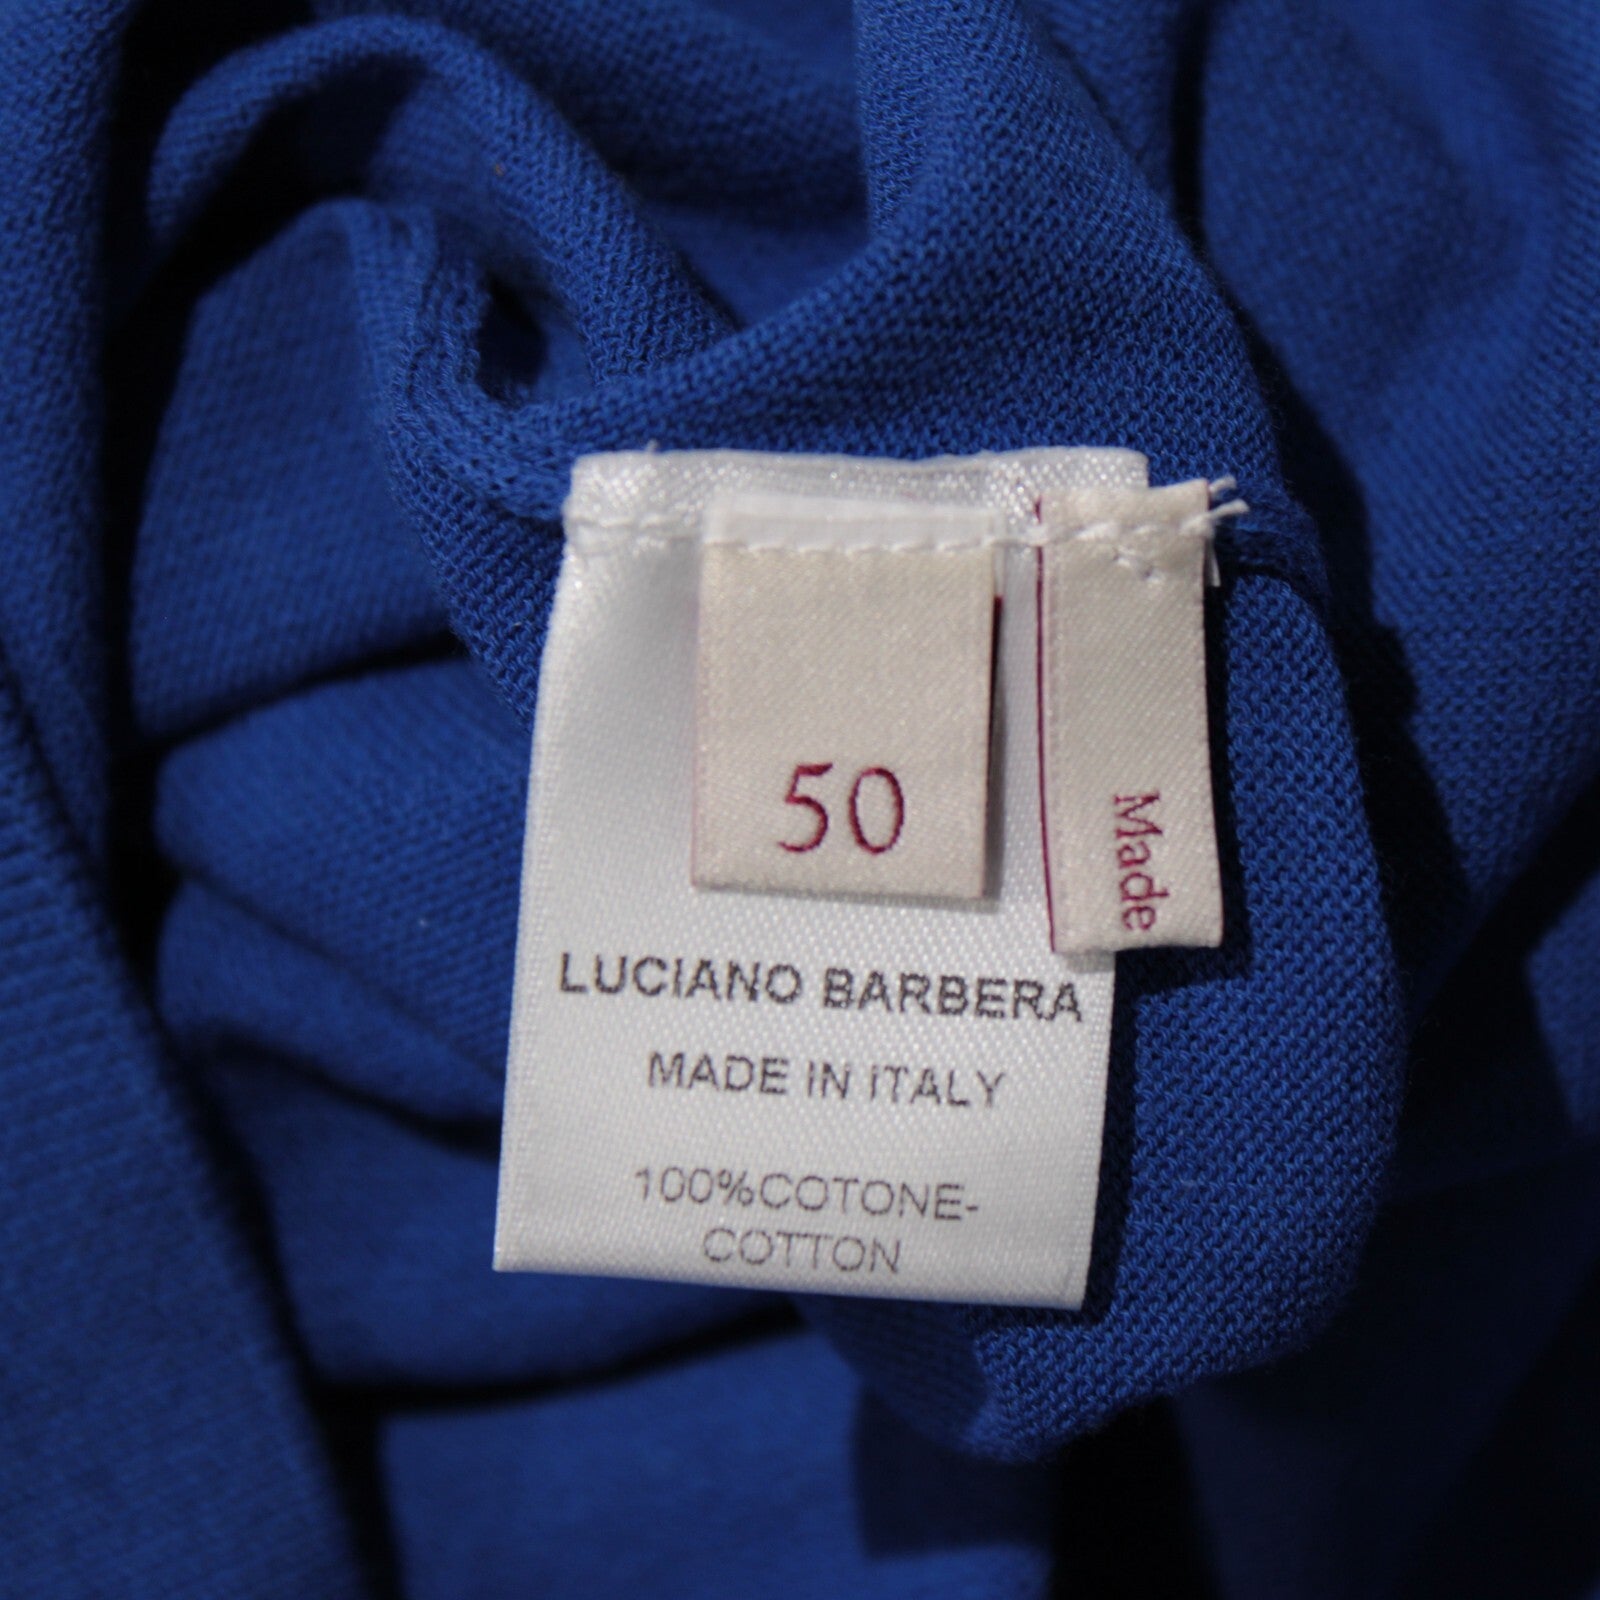 50
Made
LUCIANO BARBERA
MADE IN ITALY
100%COTONE-
COTTON